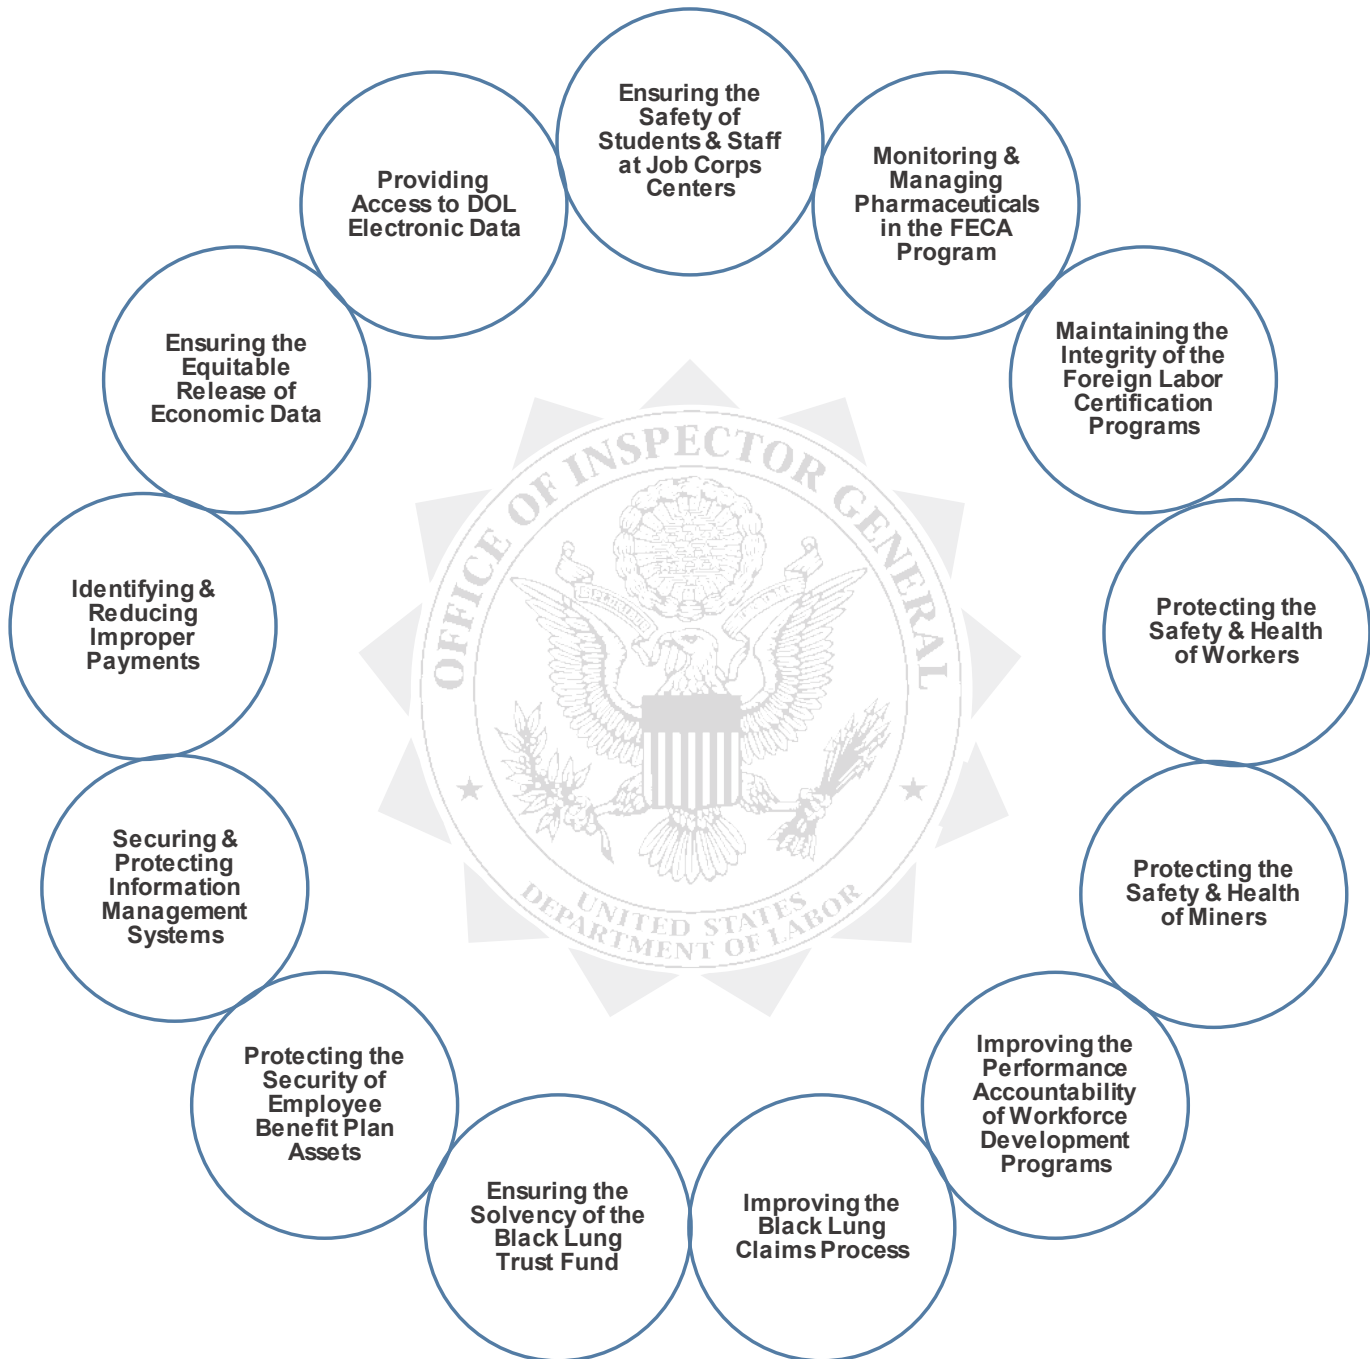 Ensuring the
Safety of
Students & Staff
at Job Corps
Centers
Monitoring &
Managing
Pharmaceuticals
in the FECA
Program
Maintaining the
Integrity of the
Foreign Labor
Certification
Programs
Protecting the
Safety & Health
of Workers
Protecting the
Safety & Health
of Miners
Improving the
Performance
Accountability
of Workforce
Development
Programs
Improving the
Black Lung
Claims Process
Ensuring the
Solvency of the
Black Lung
Trust Fund
Protecting the
Security of
Employee
Benefit Plan
Assets
Securing &
Protecting
Information
Management
Systems
Identifying &
Reducing
Improper
Payments
Ensuring the
Equitable
Release of
Economic Data
Providing
Access to DOL
Electronic Data
OFFICE OF INSPECTOR GENERAL
UNITED STATES
DEPARTMENT OF LABOR